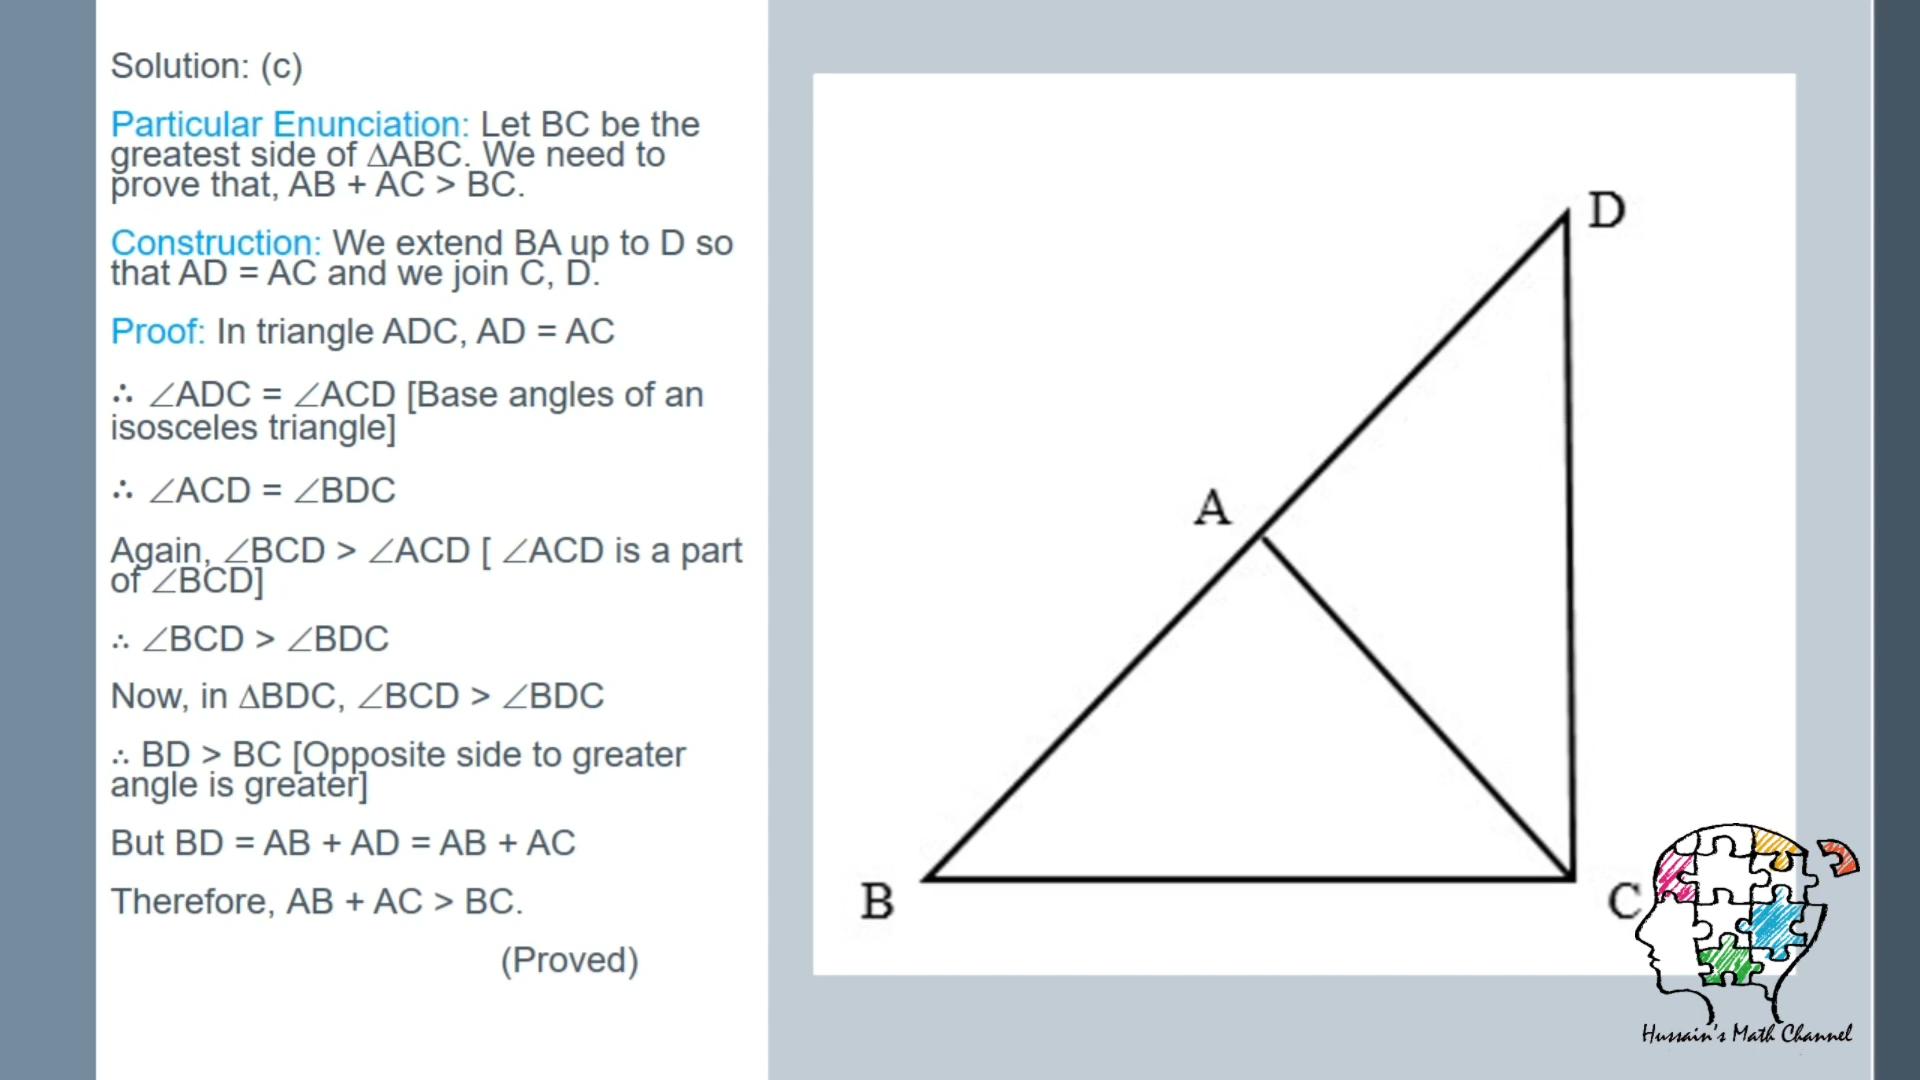 Solution: (c)
Particular Enunciation: Let BC be the
greatest side of ΔABC. We need to
prove that, AB + AC > BC.
Construction: We extend BA up to D so
that AD = AC and we join C, D.
Proof: In triangle ADC, AD = AC
∴ ∠ADC = ∠ACD [Base angles of an
isosceles triangle]
∴ ∠ACD = ∠BDC
Again, ∠BCD > ∠ACD [ ∠ACD is a part
of ∠BCD]
∴ ∠BCD > ∠BDC
Now, in ΔBDC, ∠BCD > ∠BDC
∴ BD > BC [Opposite side to greater
angle is greater]
But BD = AB + AD = AB + AC
Therefore, AB + AC > BC.
(Proved)
D
A
B
C
Hussain's Math Channel